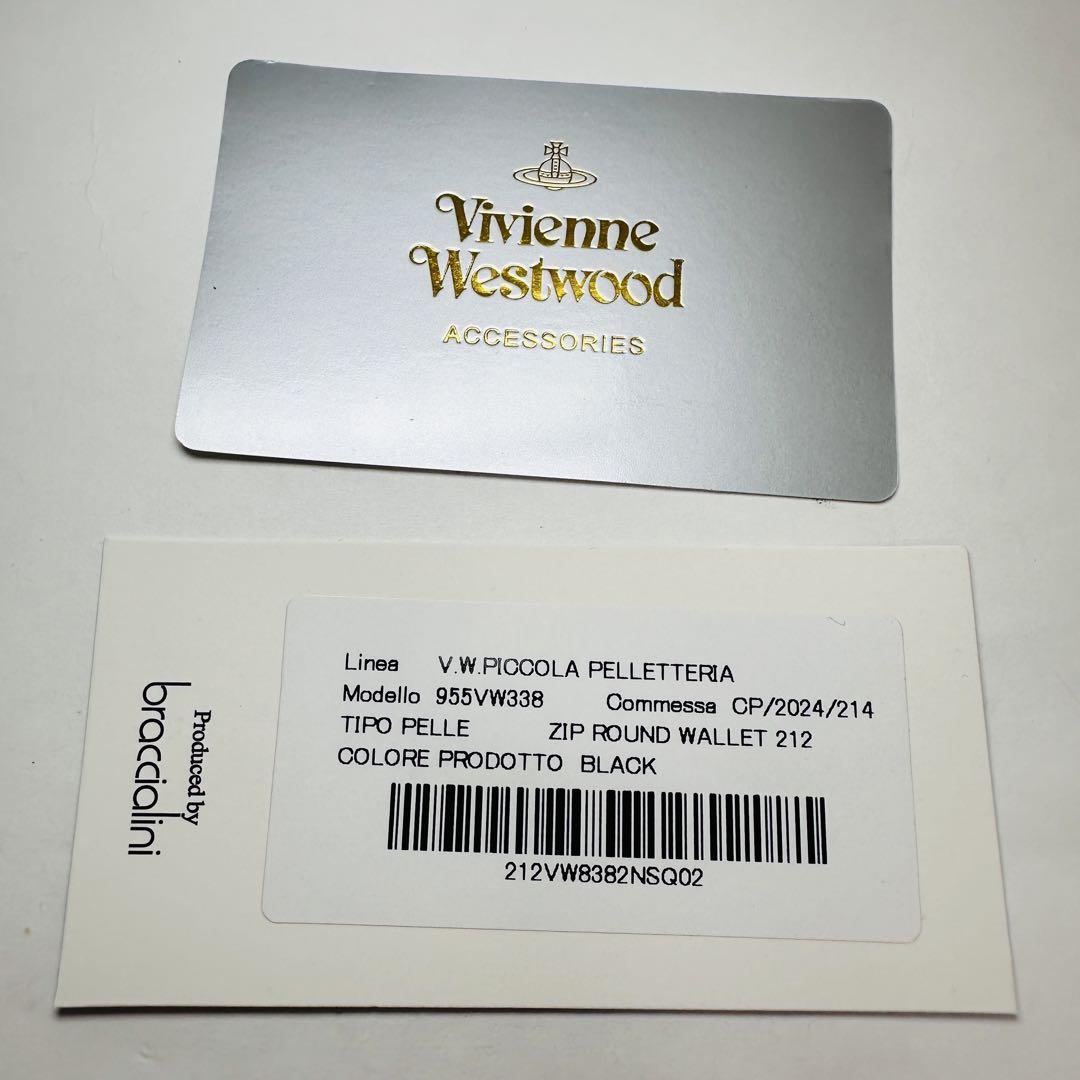 Vivienne
Westwood
ACCESSORIES
Linea V.W.PICCOLA PELLETTERIA
Modello 955VW338 Commessa CP/2024/214
TIPO PELLE ZIP ROUND WALLET 212
COLORE PRODOTTO BLACK
212VW8382NSQ02
Produced by
braccialini